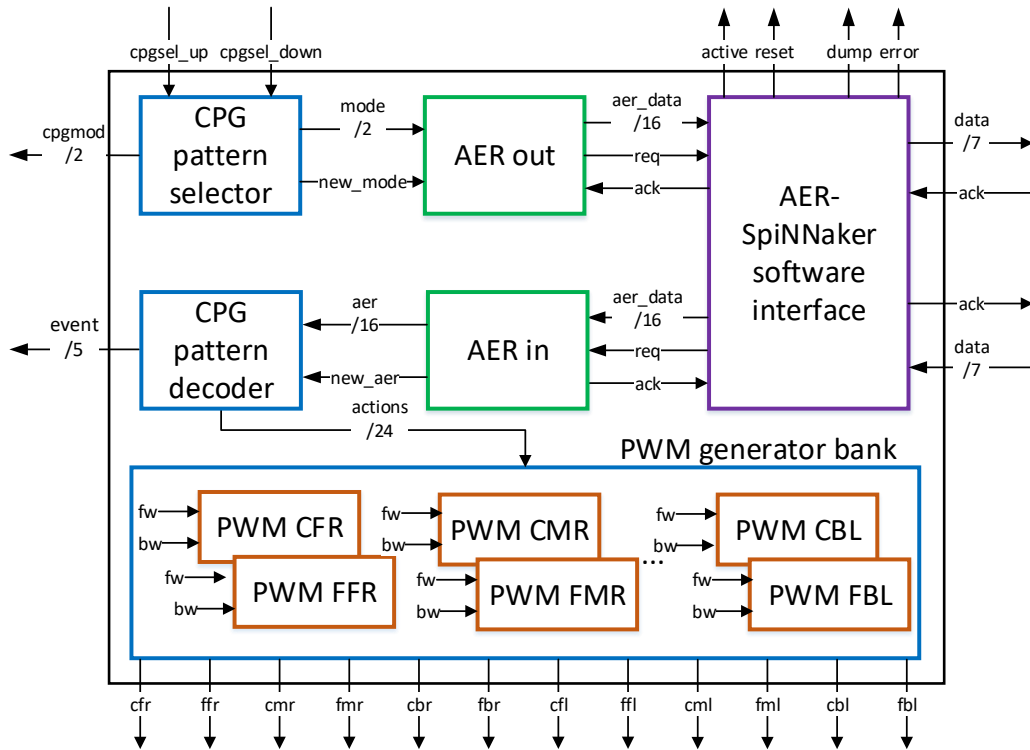 cpgsel_up
cpgsel_down
active
reset
dump
error
cpgmod
/2
CPG
pattern
selector
mode
/2
new_mode
AER out
aer_data
/16
req
ack
AER-
SpiNNaker
software
interface
data
/7
ack
ack
data
/7
event
/5
CPG
pattern
decoder
aer
/16
new_aer
AER in
aer_data
/16
req
ack
actions
/24
PWM generator bank
fw
bw
PWM CFR
fw
bw
PWM FFR
fw
bw
PWM CMR
fw
bw
PWM FMR
...
fw
bw
PWM CBL
fw
bw
PWM FBL
cfr
ffr
cmr
fmr
cbr
fbr
cfl
ffl
cml
fml
cbl
fbl